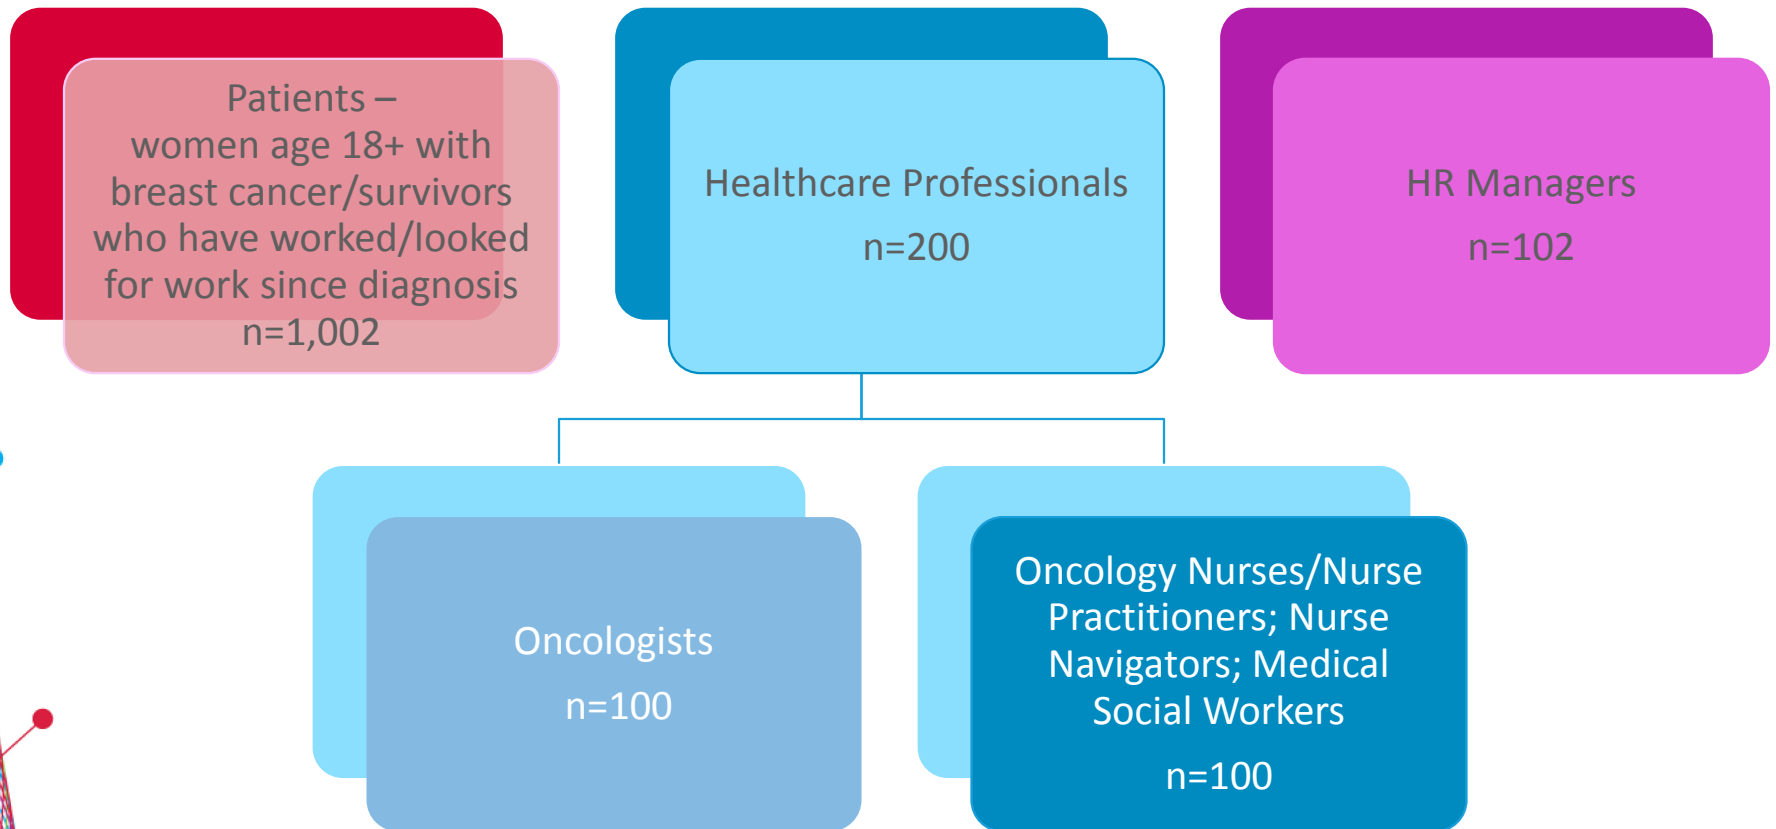 Patients –
women age 18+ with
breast cancer/survivors
who have worked/looked
for work since diagnosis
n=1,002
Healthcare Professionals
n=200
HR Managers
n=102
Oncologists
n=100
Oncology Nurses/Nurse
Practitioners; Nurse
Navigators; Medical
Social Workers
n=100